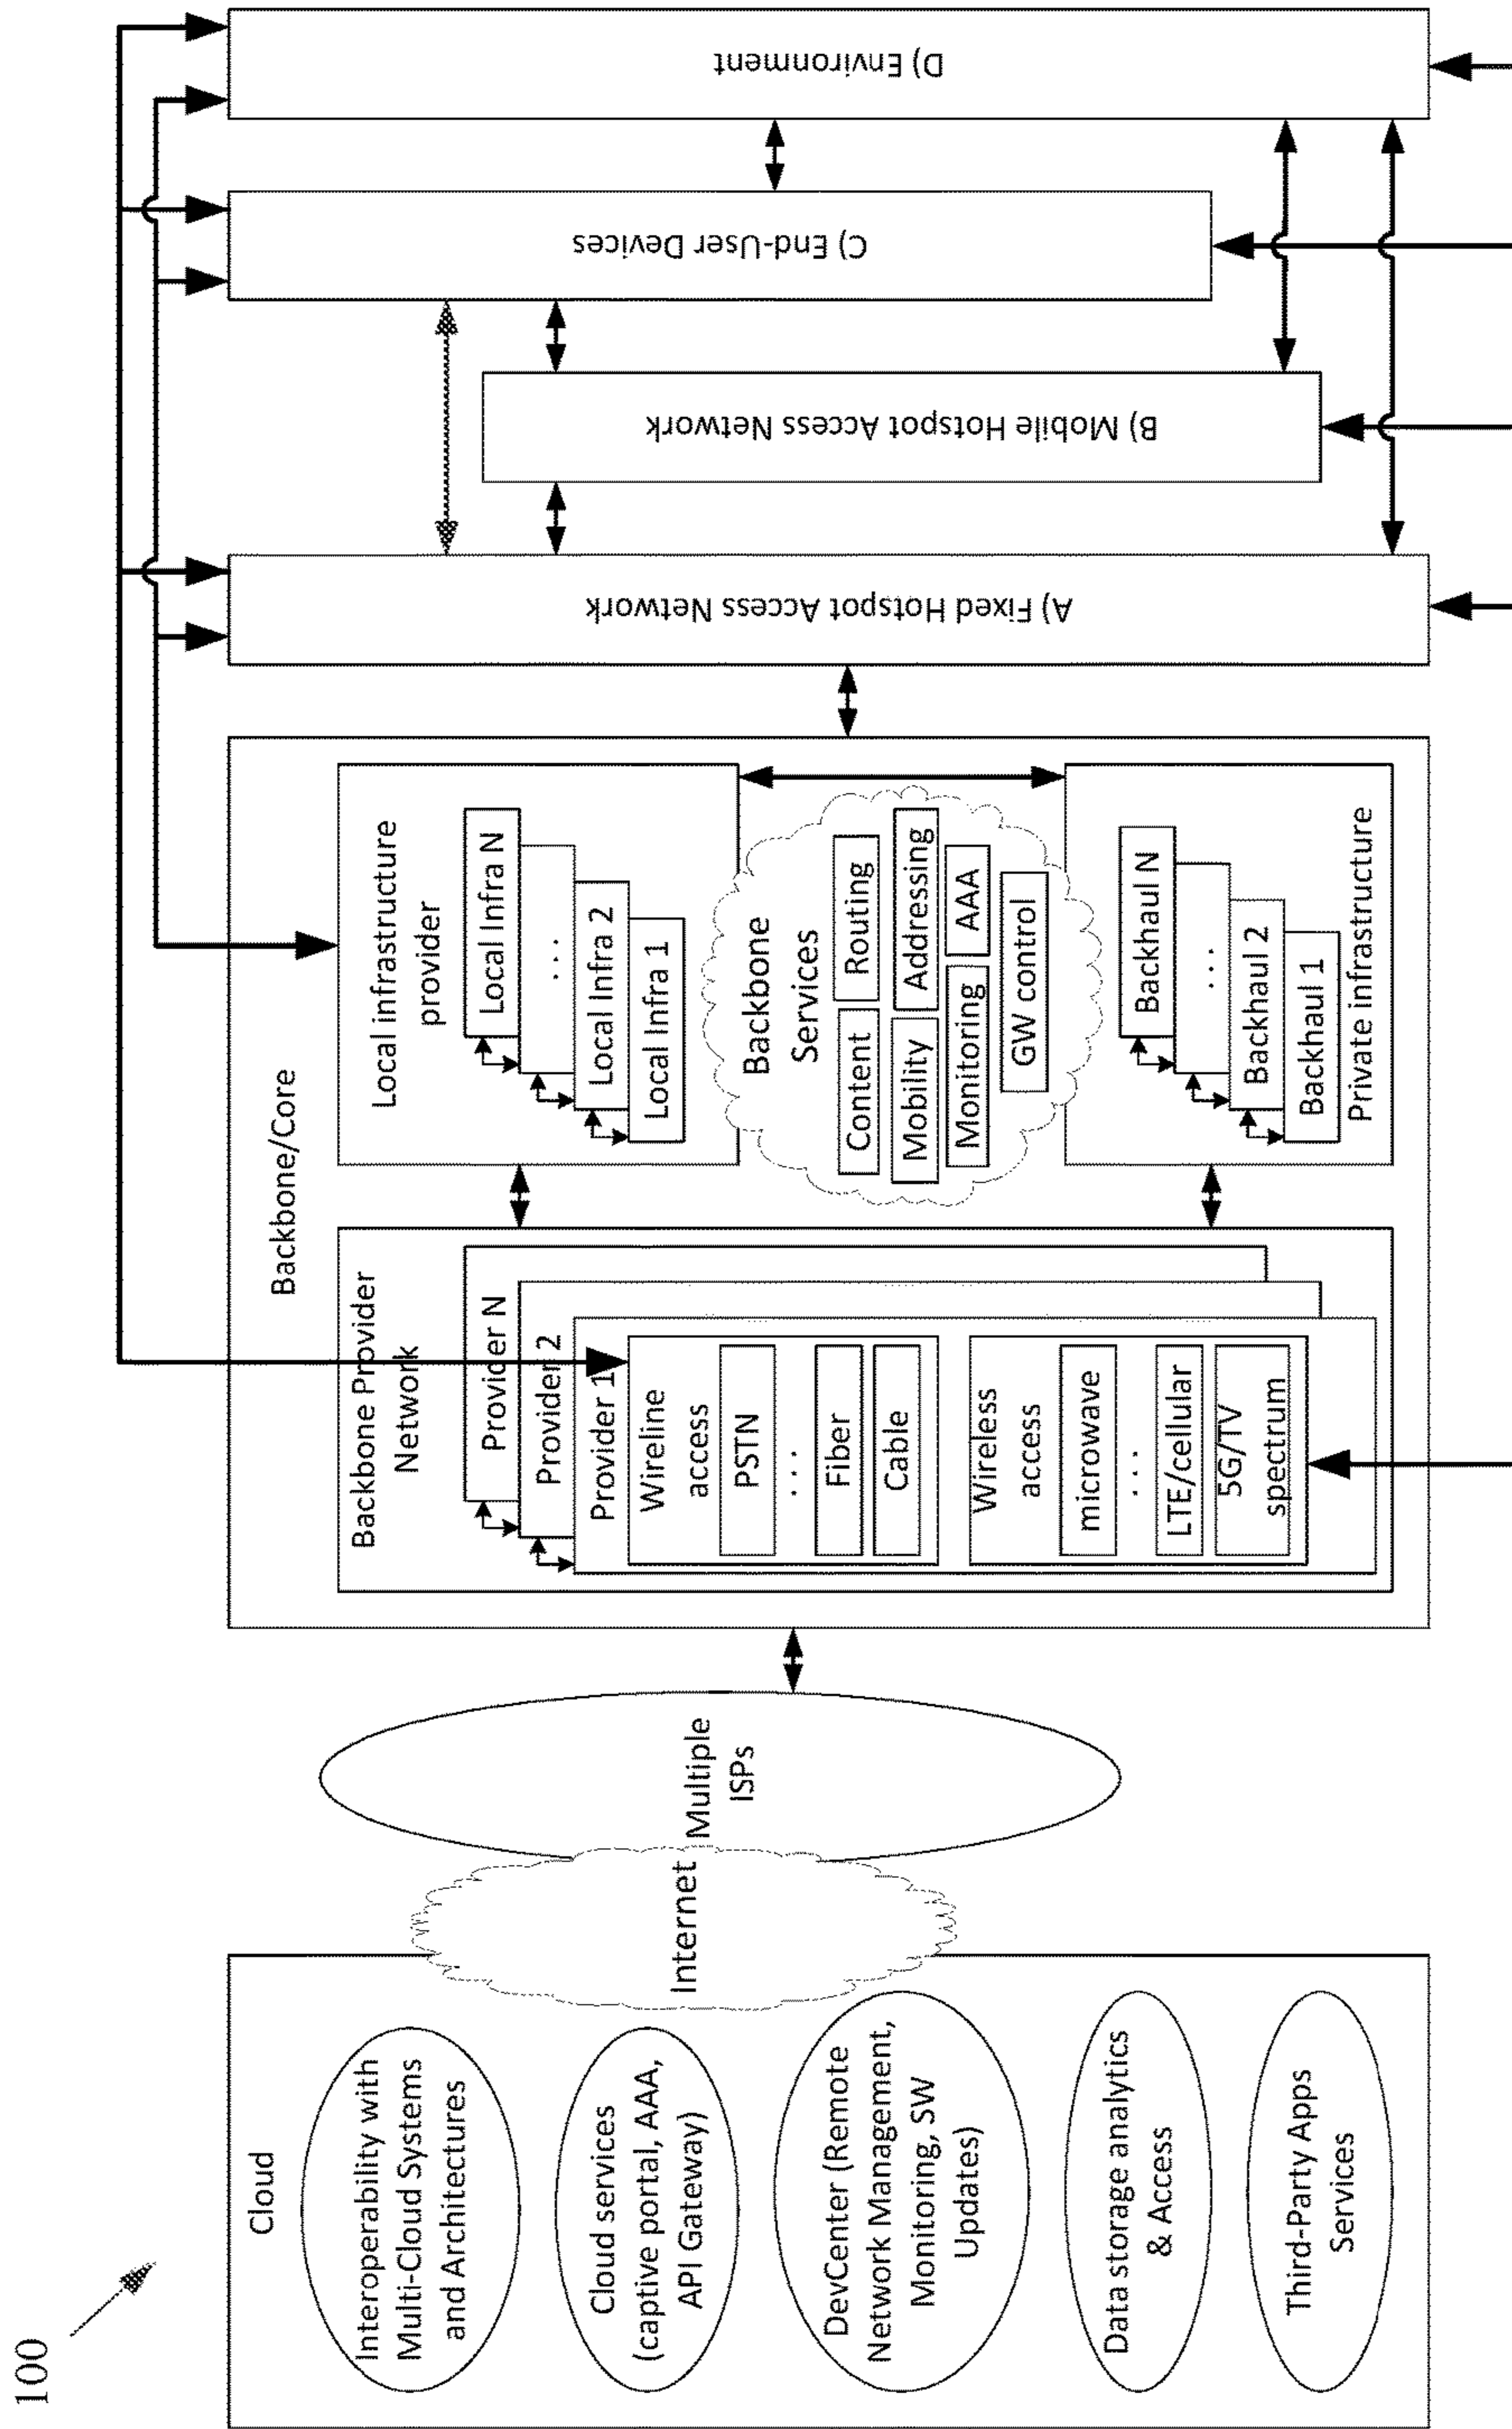 100
Cloud
Interoperability with
Multi-Cloud Systems
and Architectures
Cloud services
(captive portal, AAA,
API Gateway)
DevCenter (Remote
Network Management,
Monitoring, SW
Updates)
Data storage analytics
& Access
Third-Party Apps
Services
Internet
Multiple
ISPs
Backbone/Core
Backbone Provider
Network
Provider N
Provider 2
Provider 1
Wireline
access
PSTN
...
Fiber
Cable
Wireless
access
microwave
...
LTE/cellular
5G/TV
spectrum
Local infrastructure
provider
Local Infra N
...
Local Infra 2
Local Infra 1
Backbone
Services
Content
Routing
Mobility
Addressing
Monitoring
AAA
GW control
Backhaul N
...
Backhaul 2
Backhaul 1
Private infrastructure
A) Fixed Hotspot Access Network
B) Mobile Hotspot Access Network
C) End-User Devices
D) Environment